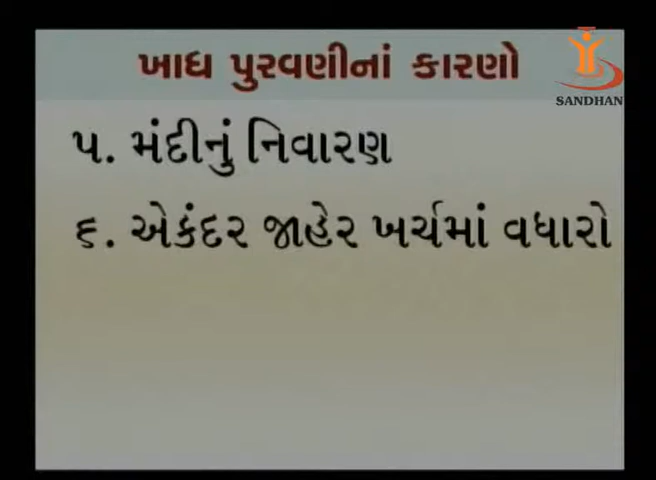 ખાધ પુરવણીનાં કારણો
SANDHAN
૫. મંદીનું નિવારણ
૬. એકંદર જાહેર ખર્ચમાં વધારો